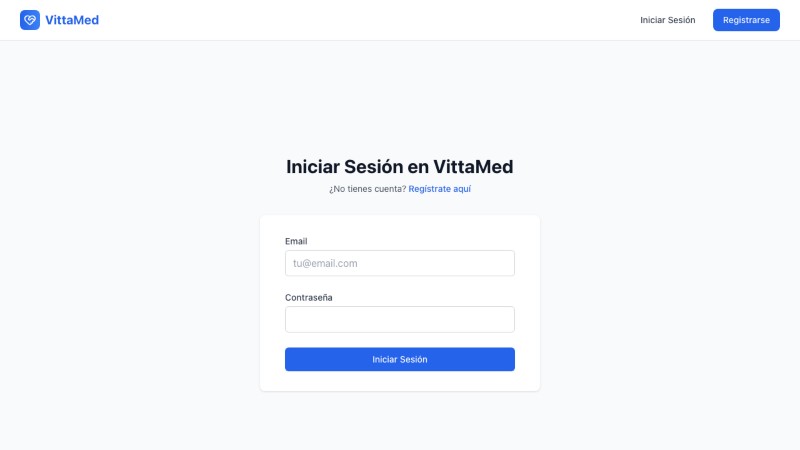 VittaMed
Iniciar Sesión
Registrarse
Iniciar Sesión en VittaMed
¿No tienes cuenta? Regístrate aquí
Email
tu@email.com
Contraseña
Iniciar Sesión